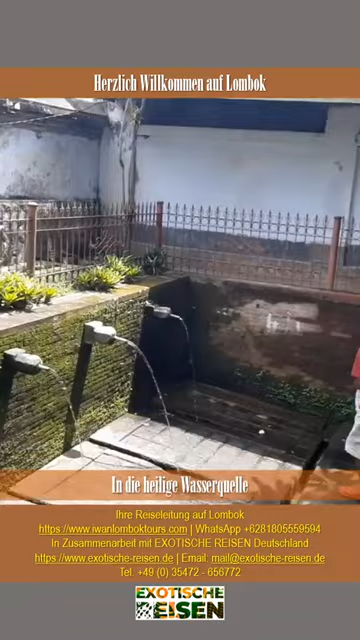 Herzlich Willkommen auf Lombok
In die heilige Wasserquelle
Ihre Reiseleitung auf Lombok
https://www.iwanlomboktours.com | WhatsApp +6281805559594
In Zusammenarbeit mit EXOTISCHE REISEN Deutschland
https://www.exotische-reisen.de | Email: mail@exotische-reisen.de
Tel. +49 (0) 35472 - 656772
EXOTISCHE
REISEN